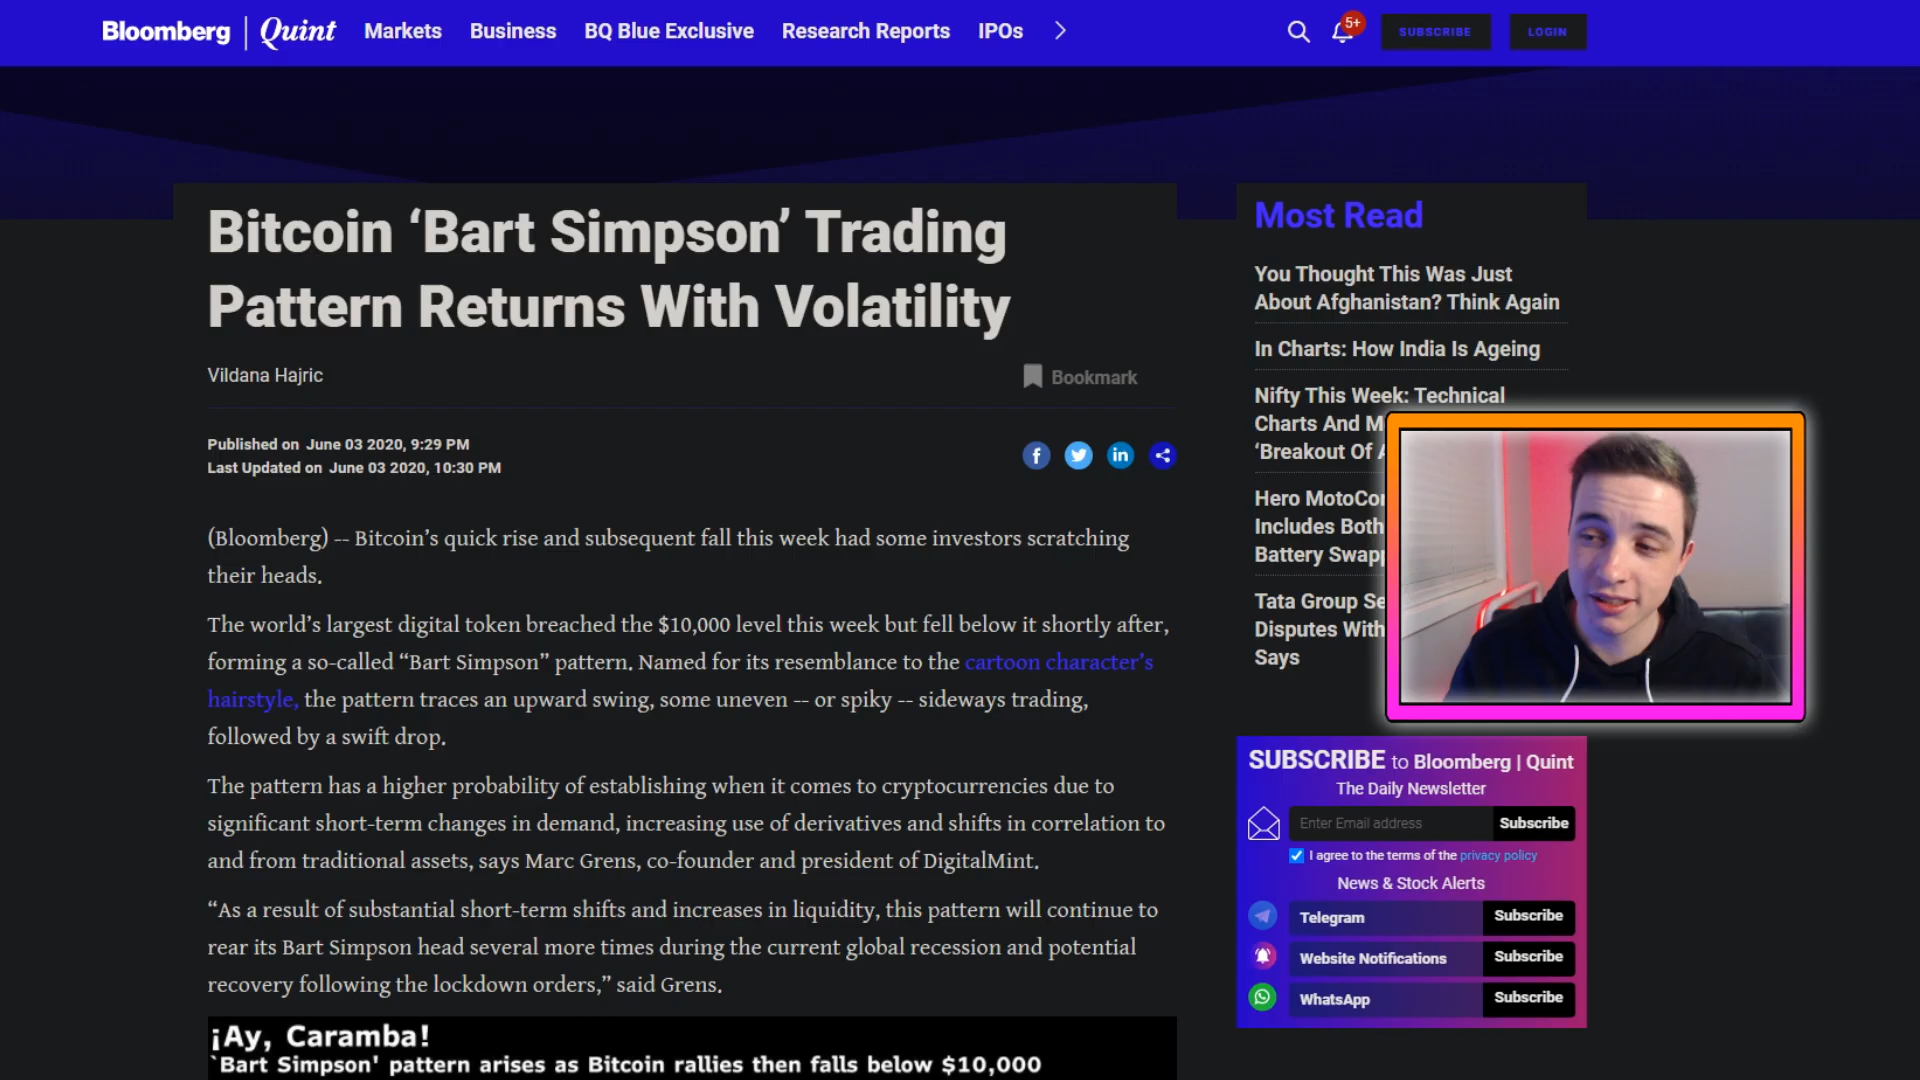 Bloomberg | Quint Markets Business BQ Blue Exclusive Research Reports IPOs 5+ SUBSCRIBE LOGIN
Bitcoin ‘Bart Simpson’ Trading
Pattern Returns With Volatility
Vildana Hajric
Bookmark
Published on June 03 2020, 9:29 PM
Last Updated on June 03 2020, 10:30 PM
(Bloomberg) -- Bitcoin’s quick rise and subsequent fall this week had some investors scratching
their heads.
The world’s largest digital token breached the $10,000 level this week but fell below it shortly after,
forming a so-called “Bart Simpson” pattern. Named for its resemblance to the cartoon character’s
hairstyle, the pattern traces an upward swing, some uneven -- or spiky -- sideways trading,
followed by a swift drop.
The pattern has a higher probability of establishing when it comes to cryptocurrencies due to
significant short-term changes in demand, increasing use of derivatives and shifts in correlation to
and from traditional assets, says Marc Grens, co-founder and president of DigitalMint.
“As a result of substantial short-term shifts and increases in liquidity, this pattern will continue to
rear its Bart Simpson head several more times during the current global recession and potential
recovery following the lockdown orders,” said Grens.
¡Ay, Caramba!
`Bart Simpson' pattern arises as Bitcoin rallies then falls below $10,000
Most Read
You Thought This Was Just
About Afghanistan? Think Again
In Charts: How India Is Ageing
Nifty This Week: Technical
Charts And
‘Breakout Of
Hero
Includes Both
Battery
Tata Group
Disputes With
Says
SUBSCRIBE to Bloomberg | Quint
The Daily Newsletter
Enter Email address Subscribe
I agree to the terms of the privacy policy
News & Stock Alerts
Telegram Subscribe
Website Notifications Subscribe
WhatsApp Subscribe